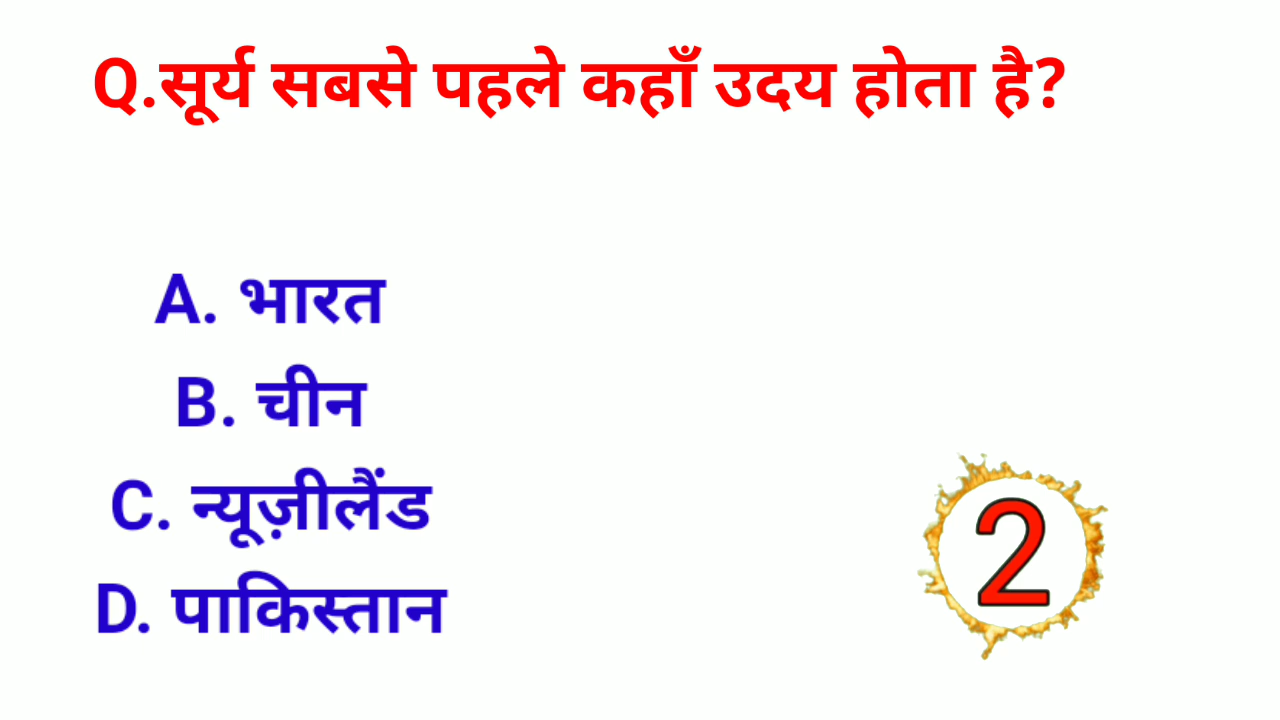 Q.सूर्य सबसे पहले कहाँ उदय होता है?
A. भारत
B. चीन
C. न्यूज़ीलैंड
D. पाकिस्तान
2